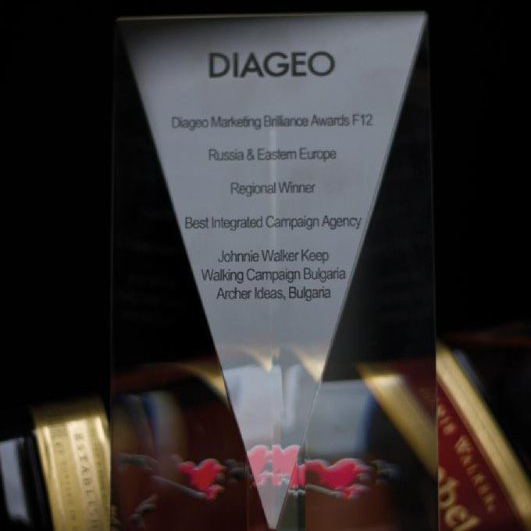 DIAGEO
Diageo Marketing Brilliance Awards F12
Russia & Eastern Europe
Regional Winner
Best Integrated Campaign Agency
Johnnie Walker Keep
Walking Campaign Bulgaria
Archer Ideas, Bulgaria